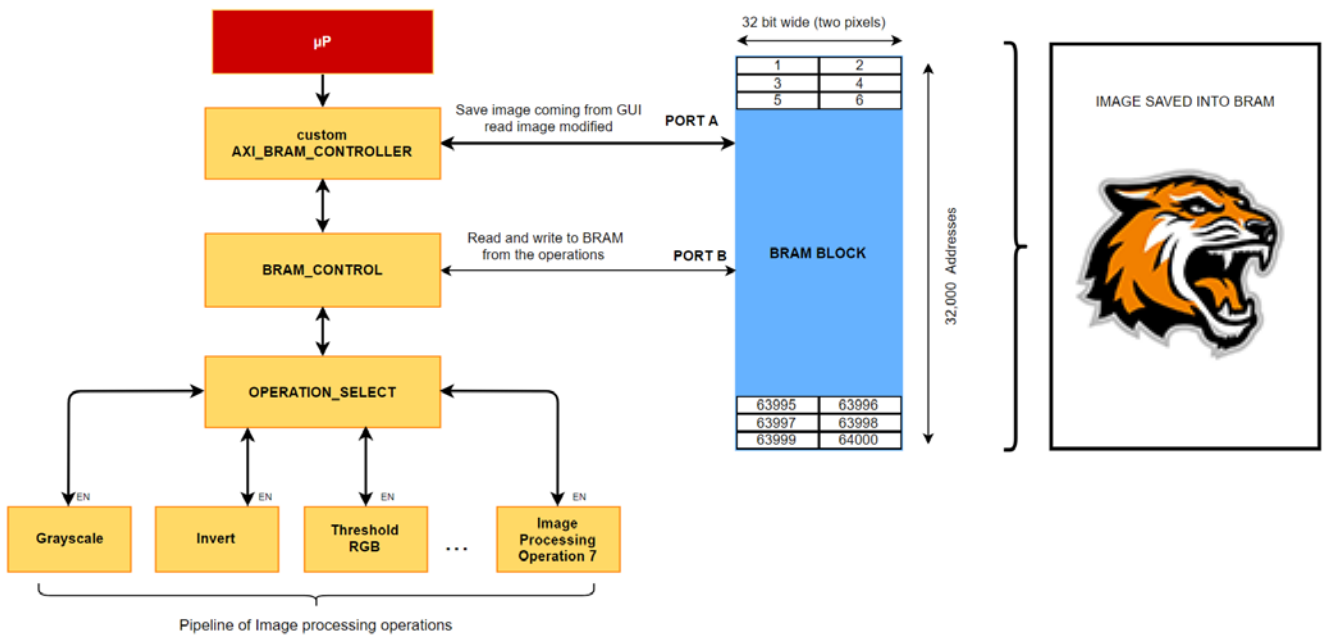 µP
custom
AXI_BRAM_CONTROLLER
Save image coming from GUI
read image modified
PORT A
BRAM_CONTROL
Read and write to BRAM
from the operations
PORT B
OPERATION_SELECT
EN
EN
EN
EN
Grayscale
Invert
Threshold
RGB
...
Image
Processing
Operation 7
Pipeline of Image processing operations
32 bit wide (two pixels)
1 2
3 4
5 6
BRAM BLOCK
63995 63996
63997 63998
63999 64000
32,000 Addresses
IMAGE SAVED INTO BRAM